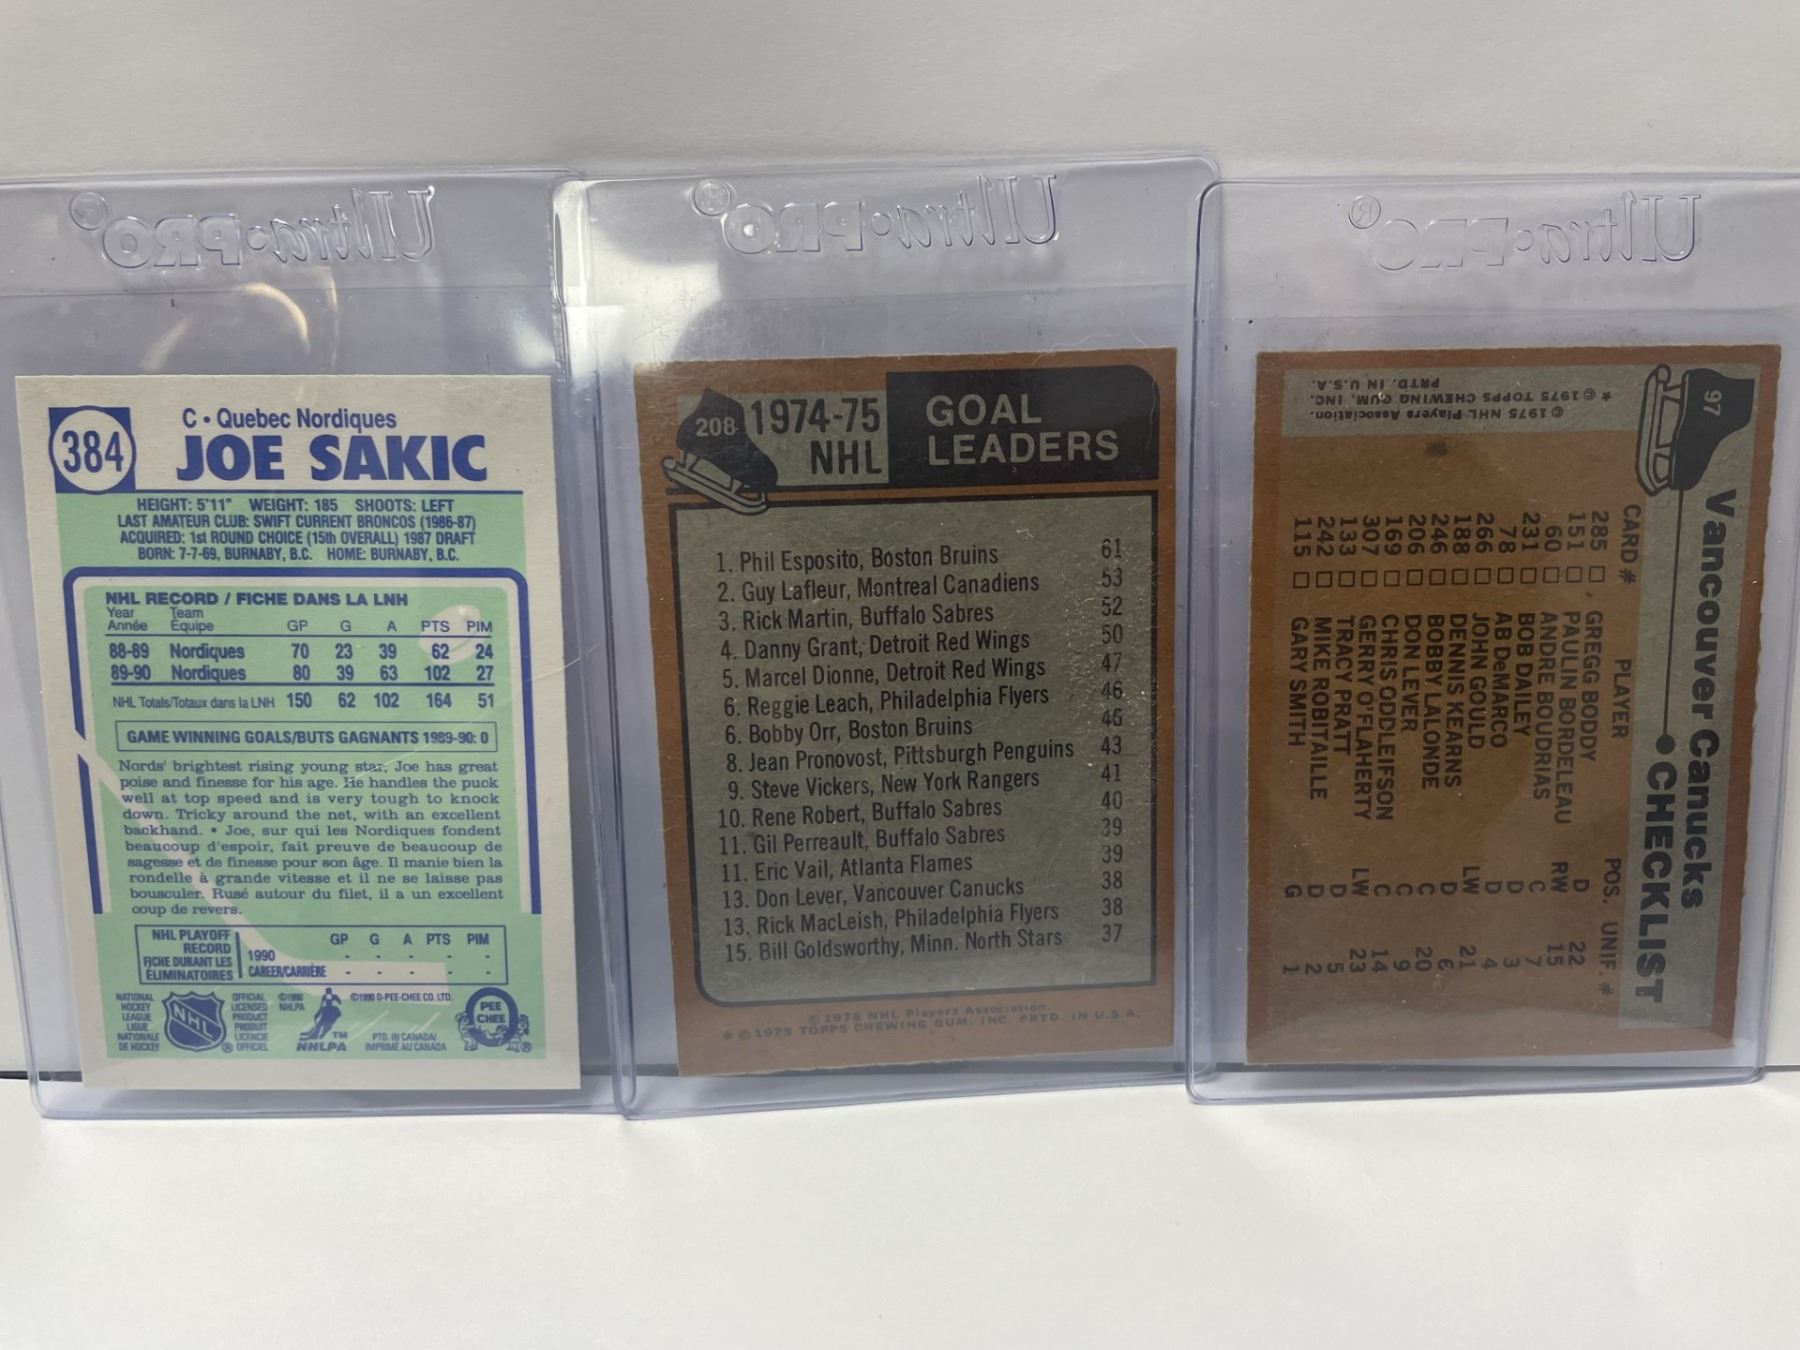 Ultra•PRO®
384
C • Quebec Nordiques
JOE SAKIC
HEIGHT: 5'11" WEIGHT: 185 SHOOTS: LEFT
LAST AMATEUR CLUB: SWIFT CURRENT BRONCOS (1986-87)
ACQUIRED: 1st ROUND CHOICE (15th OVERALL) 1987 DRAFT
BORN: 7-7-69, BURNABY, B.C. HOME: BURNABY, B.C.
NHL RECORD / FICHE DANS LA LNH
Year Team
Année Équipe GP G A PTS PIM
88-89 Nordiques 70 23 39 62 24
89-90 Nordiques 80 39 63 102 27
NHL Totals/Totaux dans la LNH 150 62 102 164 51
GAME WINNING GOALS/BUTS GAGNANTS 1989-90: 0
Nords' brightest rising young star, Joe has great
poise and finesse for his age. He handles the puck
well at top speed and is very tough to knock
down. Tricky around the net, with an excellent
backhand. • Joe, sur qui les Nordiques fondent
beaucoup d'espoir, fait preuve de beaucoup de
sagesse et de finesse pour son âge. Il manie bien la
rondelle à grande vitesse et il ne se laisse pas
bousculer. Rusé autour du filet, il a un excellent
coup de revers.
NHL PLAYOFF
RECORD
FICHE DURANT LES
ÉLIMINATOIRES
GP G A PTS PIM
1990 - - - - -
CAREER/CARRIÈRE - - - - -
NATIONAL
HOCKEY
LEAGUE
LIGUE
NATIONALE
DE HOCKEY
NHL
®
OFFICIAL
LICENSED
PRODUCT
PRODUIT
LICENCIÉ
OFFICIEL
©1990
NHLPA
TM
NHLPA
©1990 O-PEE-CHEE CO. LTD.
PTD. IN CANADA/
IMPRIMÉ AU CANADA
PEE
CHEE
®
Ultra•PRO®
208
1974-75
NHL
GOAL
LEADERS
1. Phil Esposito, Boston Bruins 61
2. Guy Lafleur, Montreal Canadiens 53
3. Rick Martin, Buffalo Sabres 52
4. Danny Grant, Detroit Red Wings 50
5. Marcel Dionne, Detroit Red Wings 47
6. Reggie Leach, Philadelphia Flyers 46
6. Bobby Orr, Boston Bruins 46
8. Jean Pronovost, Pittsburgh Penguins 43
9. Steve Vickers, New York Rangers 41
10. Rene Robert, Buffalo Sabres 40
11. Gil Perreault, Buffalo Sabres 39
11. Eric Vail, Atlanta Flames 39
13. Don Lever, Vancouver Canucks 38
13. Rick MacLeish, Philadelphia Flyers 38
15. Bill Goldsworthy, Minn. North Stars 37
© 1975 NHL Players Association.
★ © 1975 TOPPS CHEWING GUM, INC. PRTD. IN U.S.A.
Ultra•PRO®
97
Vancouver Canucks
● CHECKLIST
CARD # PLAYER POS. UNIF. #
285 □ GREGG BODDY D 22
151 □ PAULIN BORDELEAU RW 15
60 □ ANDRE BOUDRIAS C 7
231 □ BOB DAILEY D 3
78 □ AB DeMARCO D 4
266 □ JOHN GOULD LW 21
188 □ DENNIS KEARNS D 6
246 □ BOBBY LALONDE C 20
206 □ DON LEVER C 9
169 □ CHRIS ODDLEIFSON C 14
307 □ GERRY O'FLAHERTY LW 23
133 □ TRACY PRATT D 5
242 □ MIKE ROBITAILLE D 2
115 □ GARY SMITH G 1
© 1975 NHL Players Association.
★ © 1975 TOPPS CHEWING GUM, INC.
PRTD. IN U.S.A.